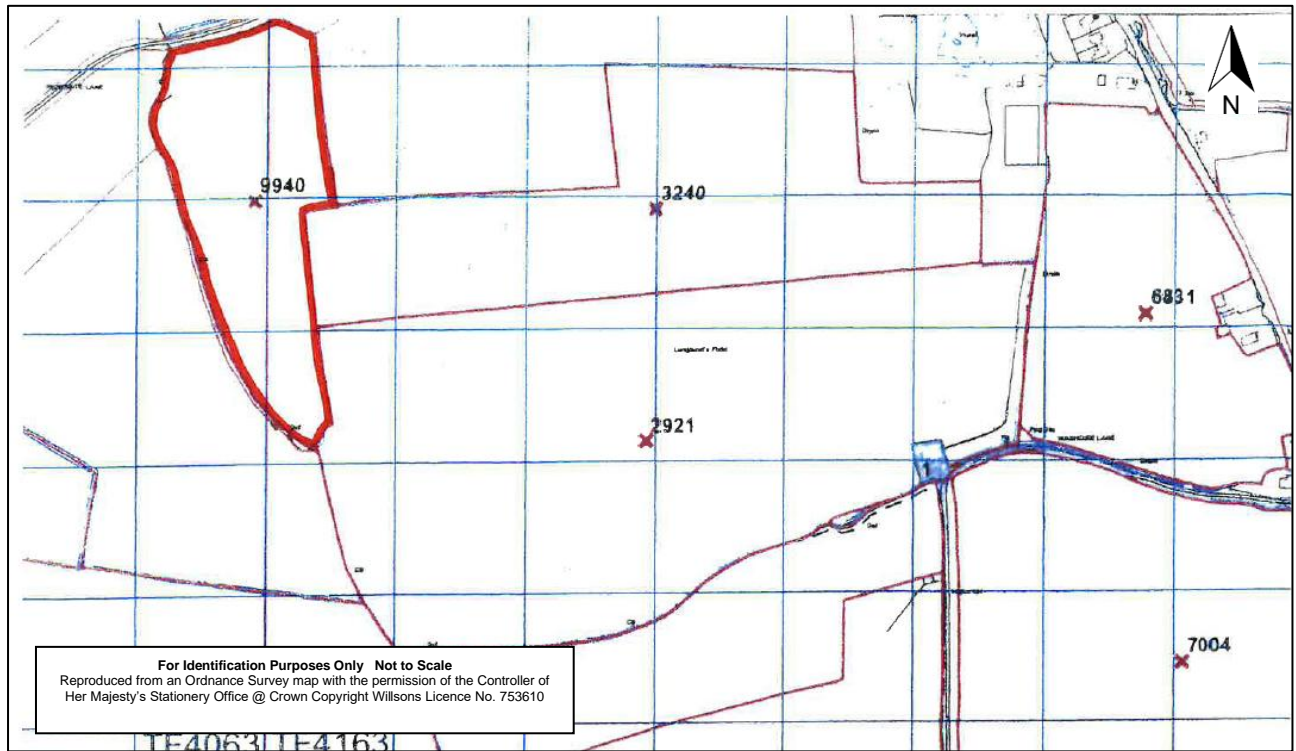 N
9940
3240
6831
2921
1
WASHDYKE LANE
7004
For Identification Purposes Only Not to Scale
Reproduced from an Ordnance Survey map with the permission of the Controller of
Her Majesty's Stationery Office @ Crown Copyright Willsons Licence No. 753610
TF4063 TF4163